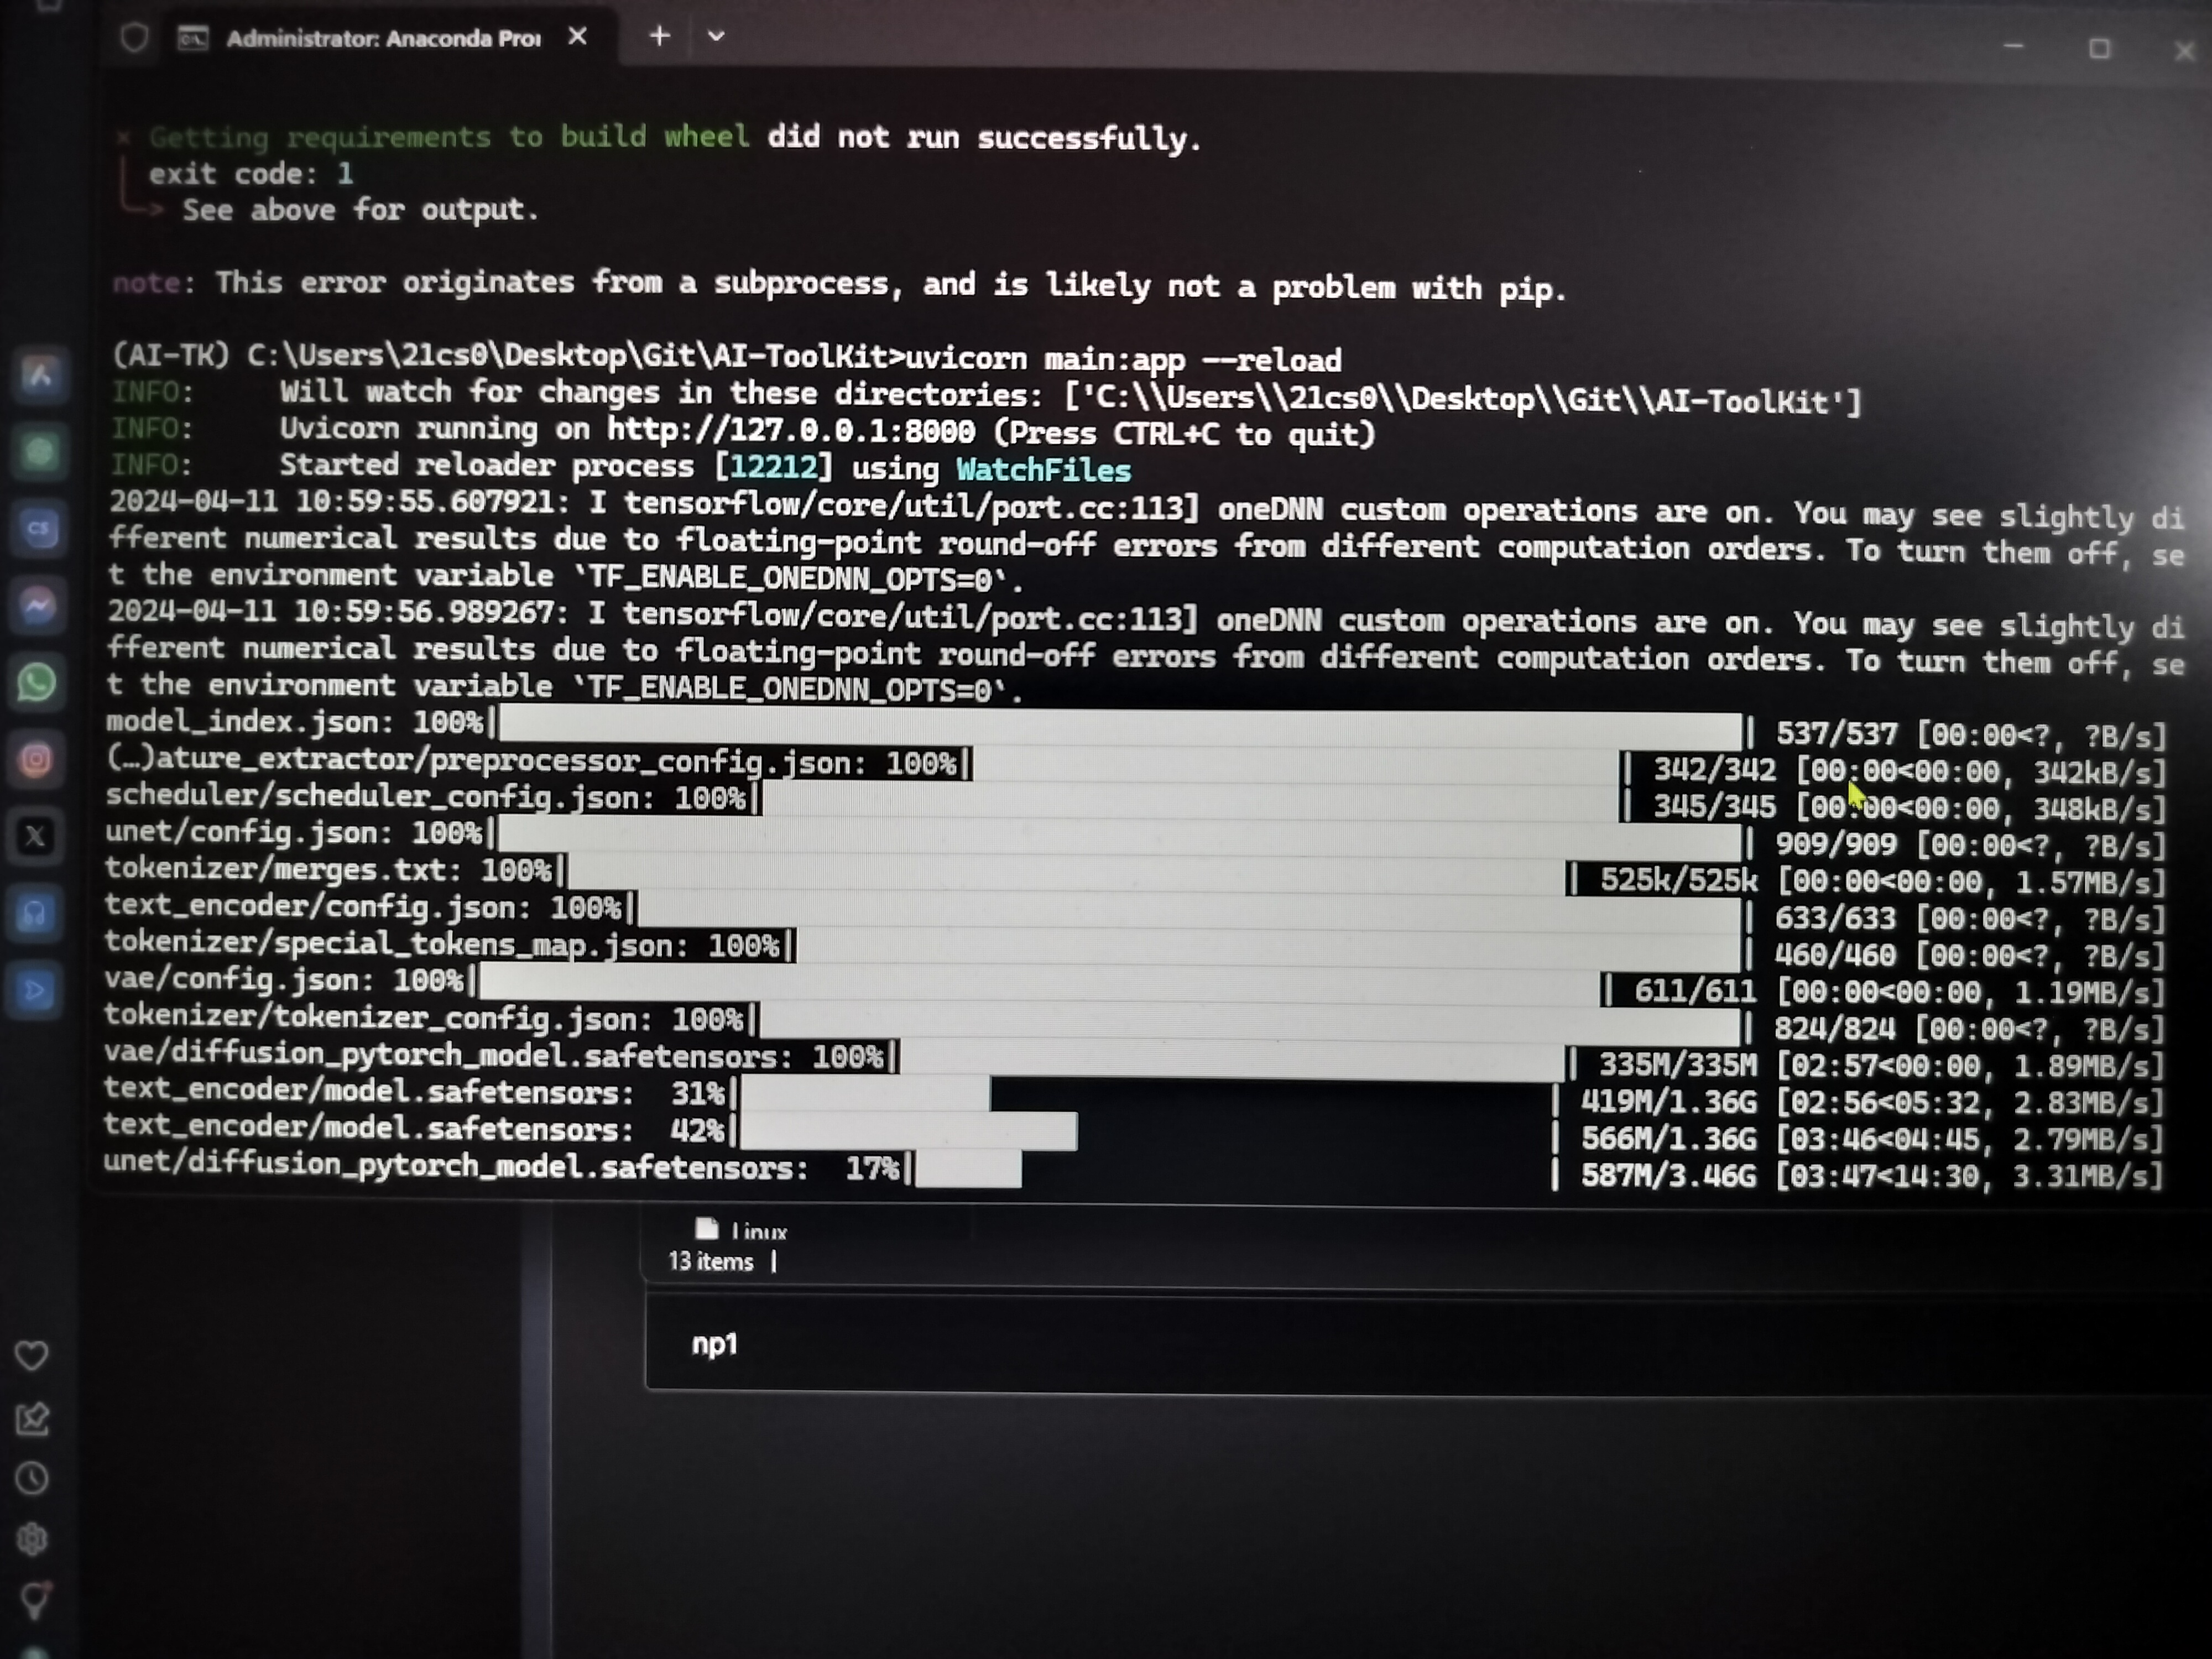 Administrator: Anaconda Pro
× Getting requirements to build wheel did not run successfully.
exit code: 1
╰─> See above for output.
note: This error originates from a subprocess, and is likely not a problem with pip.
(AI-TK) C:\Users\21cs0\Desktop\Git\AI-ToolKit>uvicorn main:app --reload
INFO:     Will watch for changes in these directories: ['C:\\Users\\21cs0\\Desktop\\Git\\AI-ToolKit']
INFO:     Uvicorn running on http://127.0.0.1:8000 (Press CTRL+C to quit)
INFO:     Started reloader process [12212] using WatchFiles
2024-04-11 10:59:55.607921: I tensorflow/core/util/port.cc:113] oneDNN custom operations are on. You may see slightly di
fferent numerical results due to floating-point round-off errors from different computation orders. To turn them off, se
t the environment variable `TF_ENABLE_ONEDNN_OPTS=0`.
2024-04-11 10:59:56.989267: I tensorflow/core/util/port.cc:113] oneDNN custom operations are on. You may see slightly di
fferent numerical results due to floating-point round-off errors from different computation orders. To turn them off, se
t the environment variable `TF_ENABLE_ONEDNN_OPTS=0`.
model_index.json: 100%| | 537/537 [00:00<?, ?B/s]
(…)ature_extractor/preprocessor_config.json: 100%| | 342/342 [00:00<00:00, 342kB/s]
scheduler/scheduler_config.json: 100%| | 345/345 [00:00<00:00, 348kB/s]
unet/config.json: 100%| | 909/909 [00:00<?, ?B/s]
tokenizer/merges.txt: 100%| | 525k/525k [00:00<00:00, 1.57MB/s]
text_encoder/config.json: 100%| | 633/633 [00:00<?, ?B/s]
tokenizer/special_tokens_map.json: 100%| | 460/460 [00:00<?, ?B/s]
vae/config.json: 100%| | 611/611 [00:00<00:00, 1.19MB/s]
tokenizer/tokenizer_config.json: 100%| | 824/824 [00:00<?, ?B/s]
vae/diffusion_pytorch_model.safetensors: 100%| | 335M/335M [02:57<00:00, 1.89MB/s]
text_encoder/model.safetensors:  31%| | 419M/1.36G [02:56<05:32, 2.83MB/s]
text_encoder/model.safetensors:  42%| | 566M/1.36G [03:46<04:45, 2.79MB/s]
unet/diffusion_pytorch_model.safetensors:  17%| | 587M/3.46G [03:47<14:30, 3.31MB/s]
Linux
13 items
np1
CS